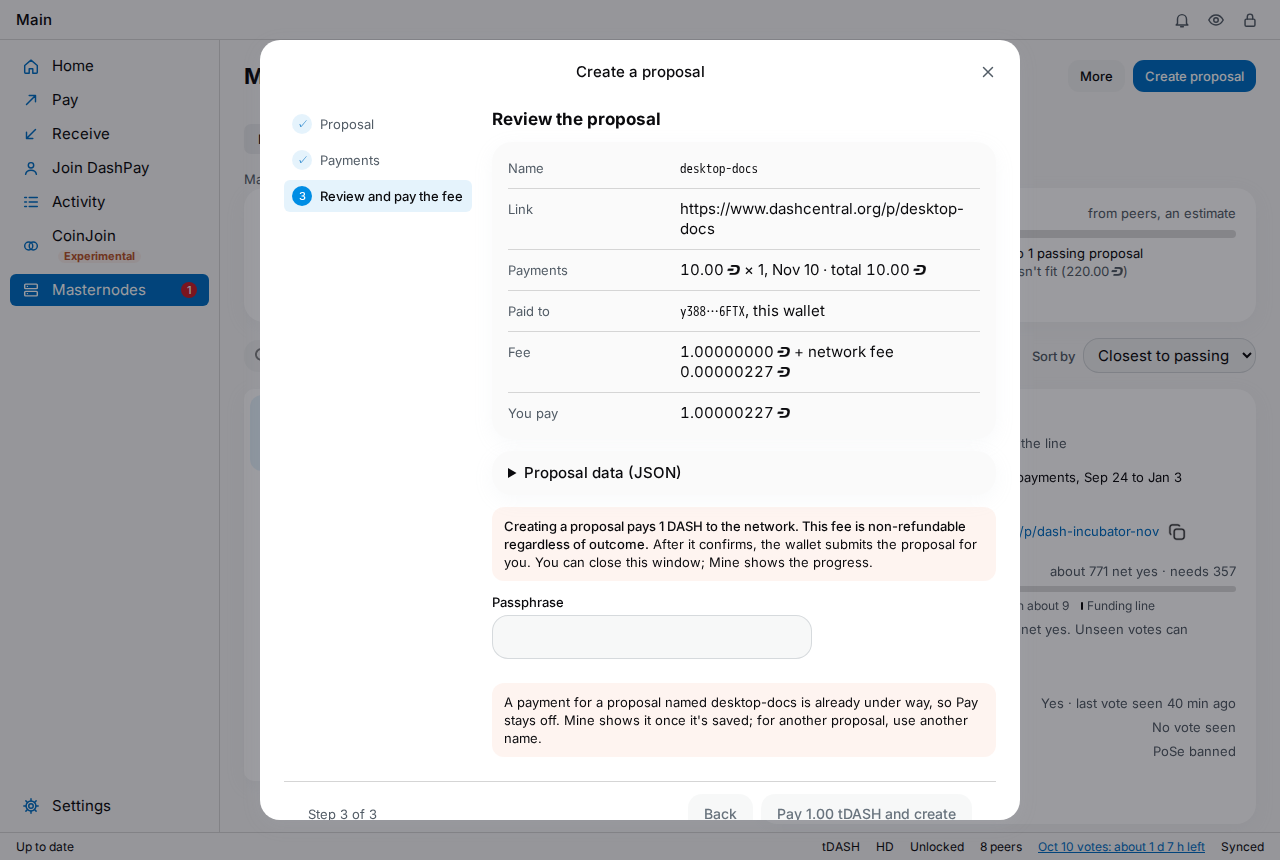 Main
Home
Pay
Receive
Join DashPay
Activity
CoinJoin
Experimental
Masternodes
1
Settings
More
Create proposal
from peers, an estimate
1 passing proposal
(220.00
Sort by
Closest to passing
the line
payments, Sep 24 to Jan 3
/p/dash-incubator-nov
about 771 net yes · needs 357
about 9
Funding line
net yes. Unseen votes can
Yes · last vote seen 40 min ago
No vote seen
PoSe banned
Create a proposal
✓ Proposal
✓ Payments
3 Review and pay the fee
Review the proposal
Name desktop-docs
Link https://www.dashcentral.org/p/desktop-
docs
Payments 10.00 × 1, Nov 10 · total 10.00
Paid to y388…6FTX, this wallet
Fee 1.00000000 + network fee
0.00000227
You pay 1.00000227
Proposal data (JSON)
Creating a proposal pays 1 DASH to the network. This fee is non-refundable
regardless of outcome. After it confirms, the wallet submits the proposal for
you. You can close this window; Mine shows the progress.
Passphrase
A payment for a proposal named desktop-docs is already under way, so Pay
stays off. Mine shows it once it's saved; for another proposal, use another
name.
Step 3 of 3
Back
Pay 1.00 tDASH and create
Up to date
tDASH
HD
Unlocked
8 peers
Oct 10 votes: about 1 d 7 h left
Synced